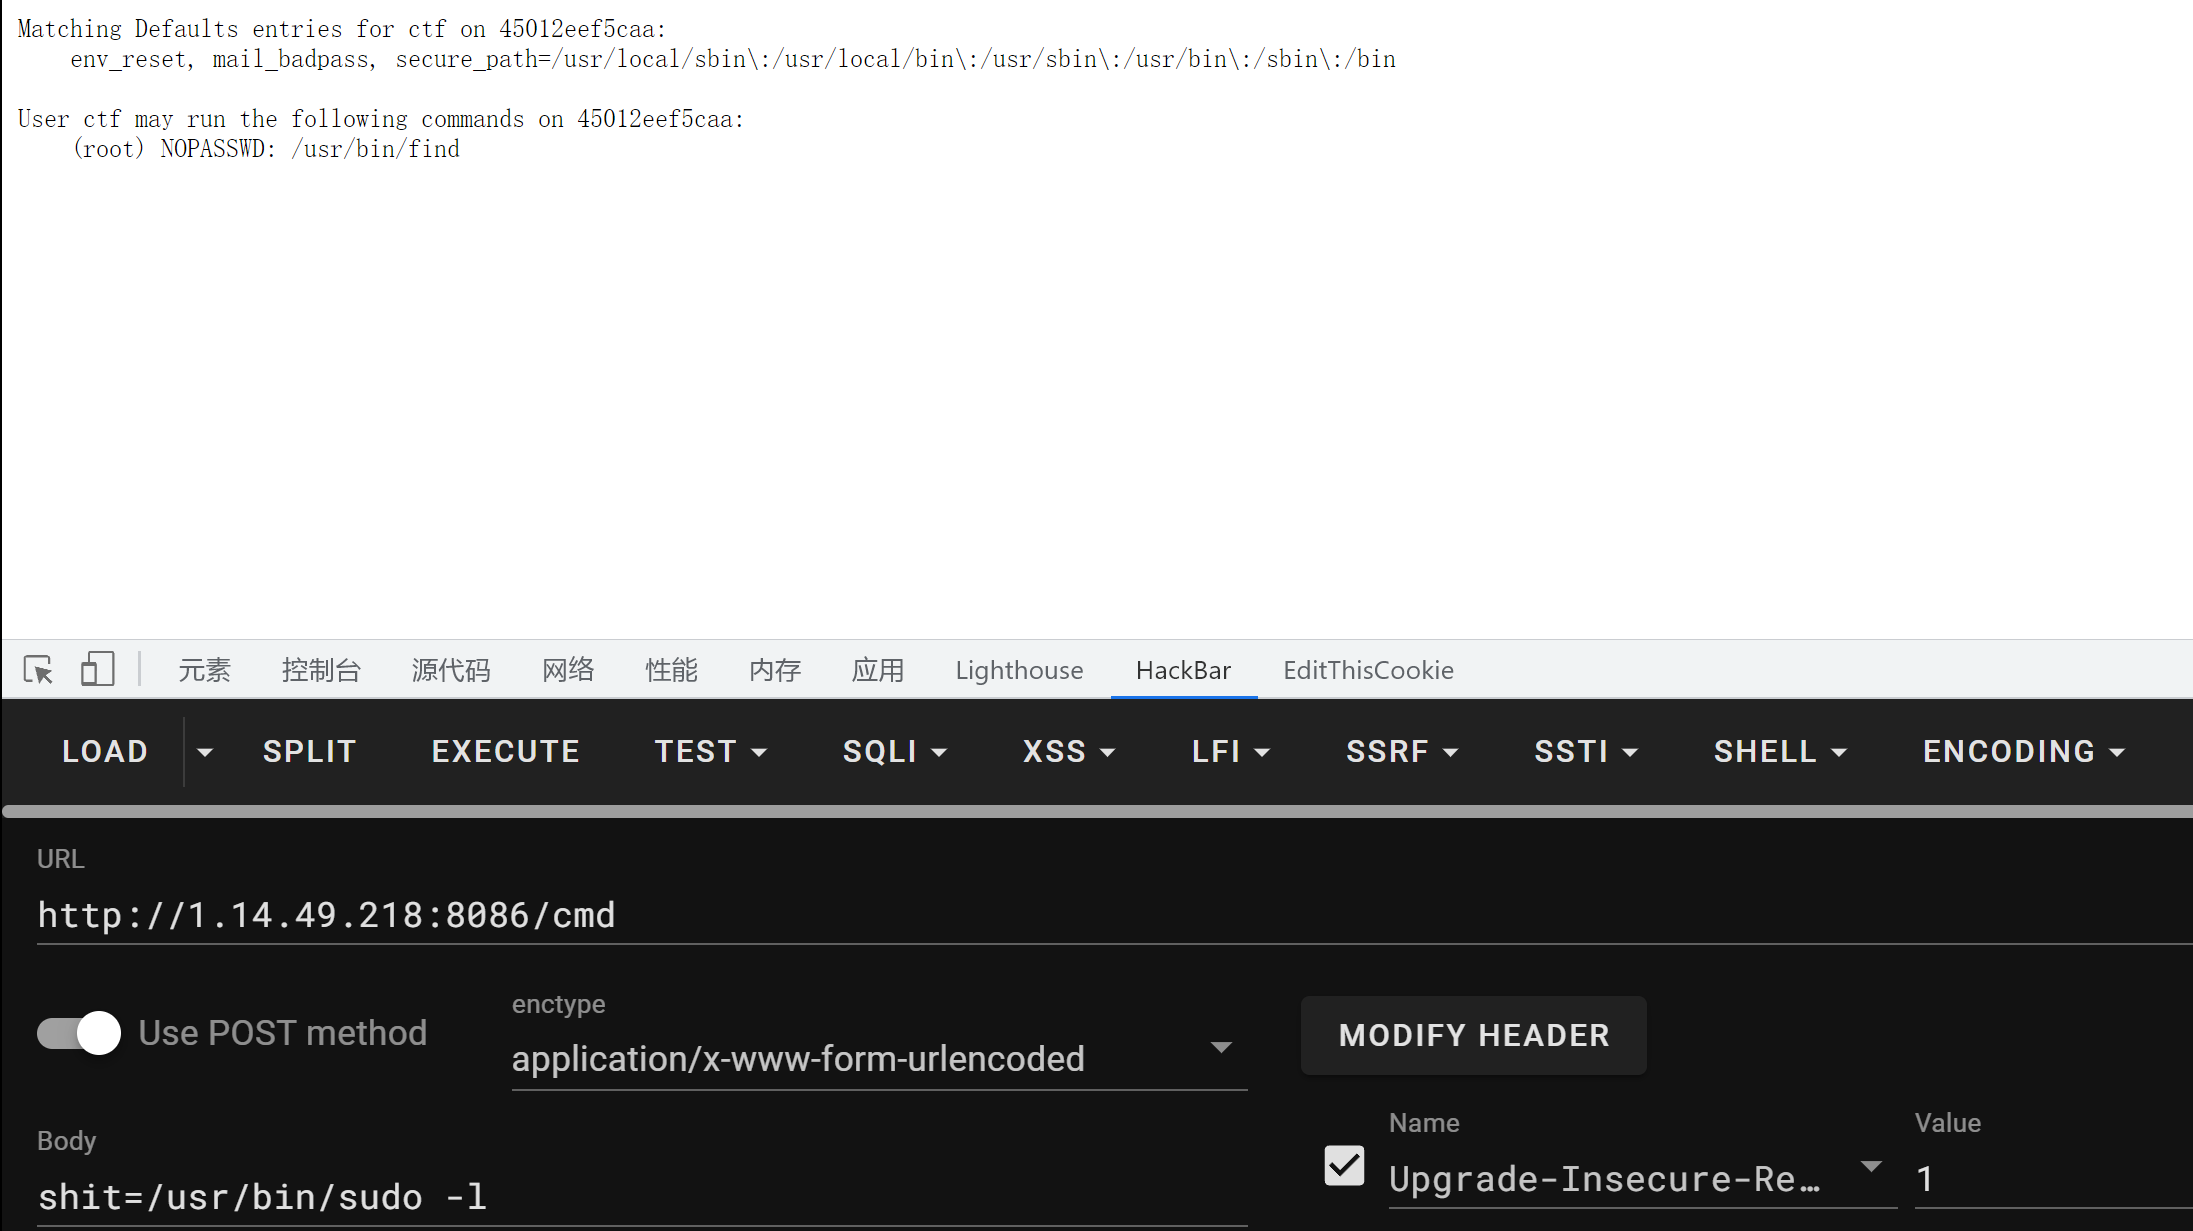 Matching Defaults entries for ctf on 45012eef5caa:
env_reset, mail_badpass, secure_path=/usr/local/sbin\:/usr/local/bin\:/usr/sbin\:/usr/bin\:/sbin\:/bin
User ctf may run the following commands on 45012eef5caa:
(root) NOPASSWD: /usr/bin/find
元素 控制台 源代码 网络 性能 内存 应用 Lighthouse HackBar EditThisCookie
LOAD SPLIT EXECUTE TEST SQLI XSS LFI SSRF SSTI SHELL ENCODING
URL
http://1.14.49.218:8086/cmd
Use POST method
enctype
application/x-www-form-urlencoded
MODIFY HEADER
Body
shit=/usr/bin/sudo -l
Name
Upgrade-Insecure-Re…
Value
1